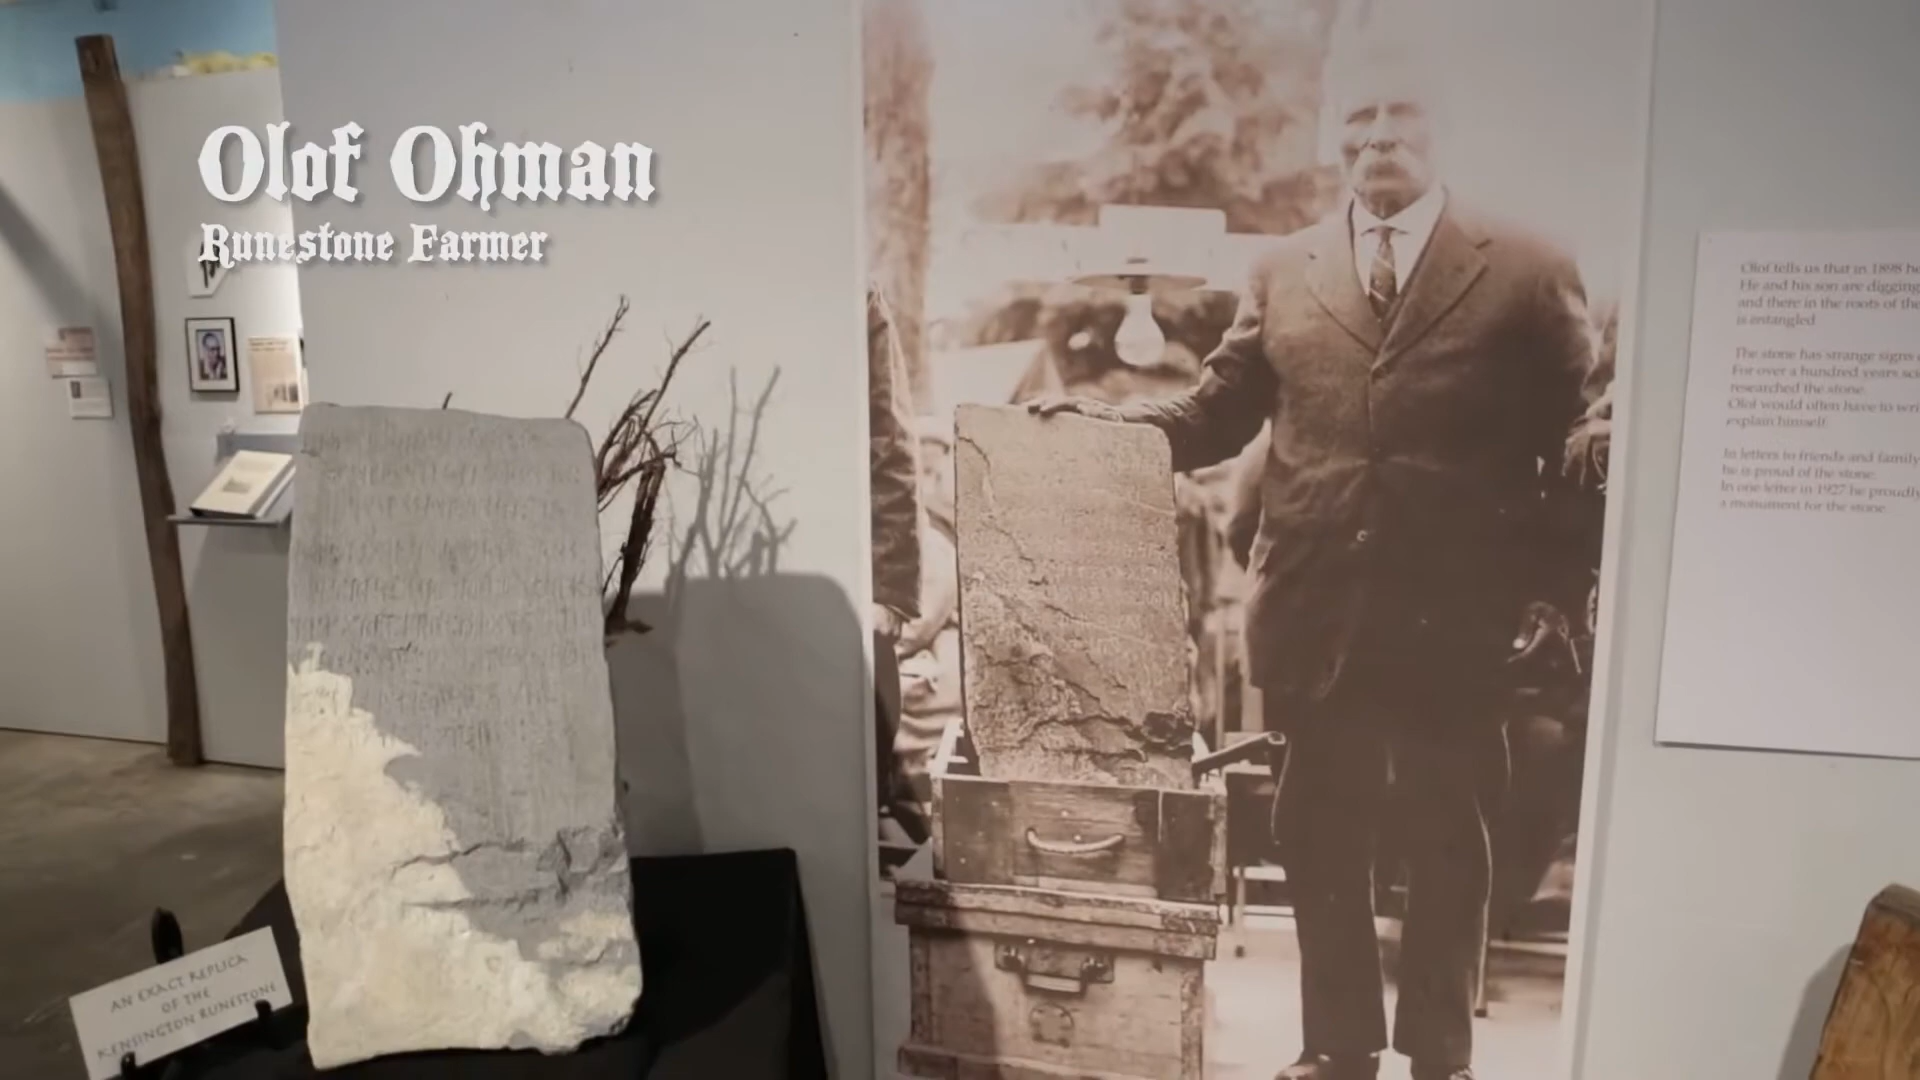 Olof Ohman
Runestone Farmer
AN EXACT REPLICA
OF THE
KENSINGTON RUNESTONE
Olof tells us that in 1898 he
He and his son are digging
and there in the roots of the
is entangled
The stone has strange signs
For over a hundred years
researched the stone.
Olof would often have to
explain himself.
In letters to friends and family
he is proud of the stone.
In one letter in 1927 he proudly
a monument for the stone